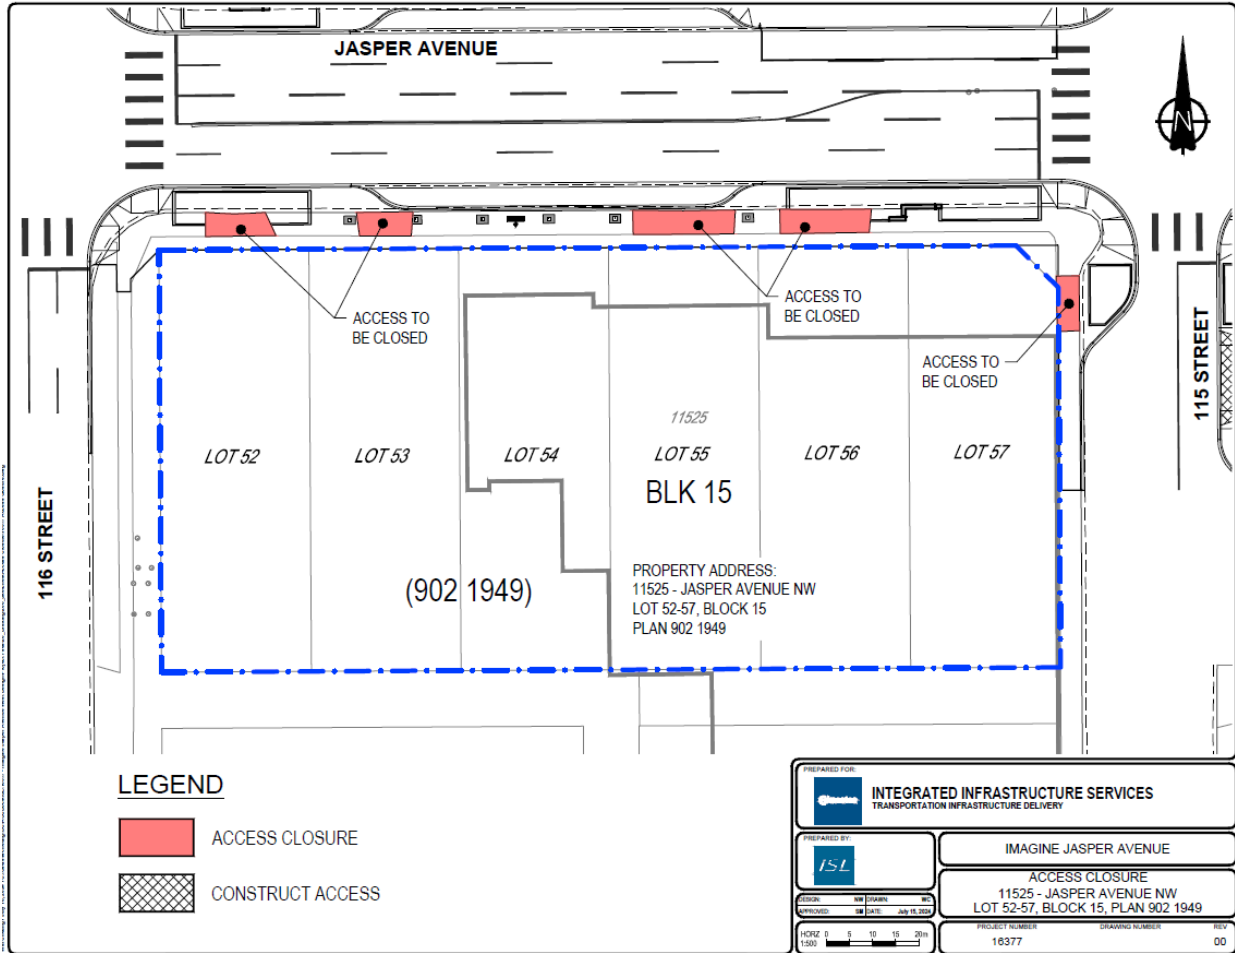 JASPER AVENUE
N
ACCESS TO
BE CLOSED
ACCESS TO
BE CLOSED
ACCESS TO
BE CLOSED
115 STREET
116 STREET
11525
LOT 52
LOT 53
LOT 54
LOT 55
LOT 56
LOT 57
BLK 15
(902 1949)
PROPERTY ADDRESS:
11525 - JASPER AVENUE NW
LOT 52-57, BLOCK 15
PLAN 902 1949
LEGEND
ACCESS CLOSURE
CONSTRUCT ACCESS
PREPARED FOR:
INTEGRATED INFRASTRUCTURE SERVICES
TRANSPORTATION INFRASTRUCTURE DELIVERY
PREPARED BY:
ISL
IMAGINE JASPER AVENUE
ACCESS CLOSURE
11525 - JASPER AVENUE NW
LOT 52-57, BLOCK 15, PLAN 902 1949
DESIGN: NW DRAWN: WC
APPROVED: SM DATE: July 15, 2024
HORZ 0 5 10 15 20m
1:500
PROJECT NUMBER DRAWING NUMBER REV
16377 00